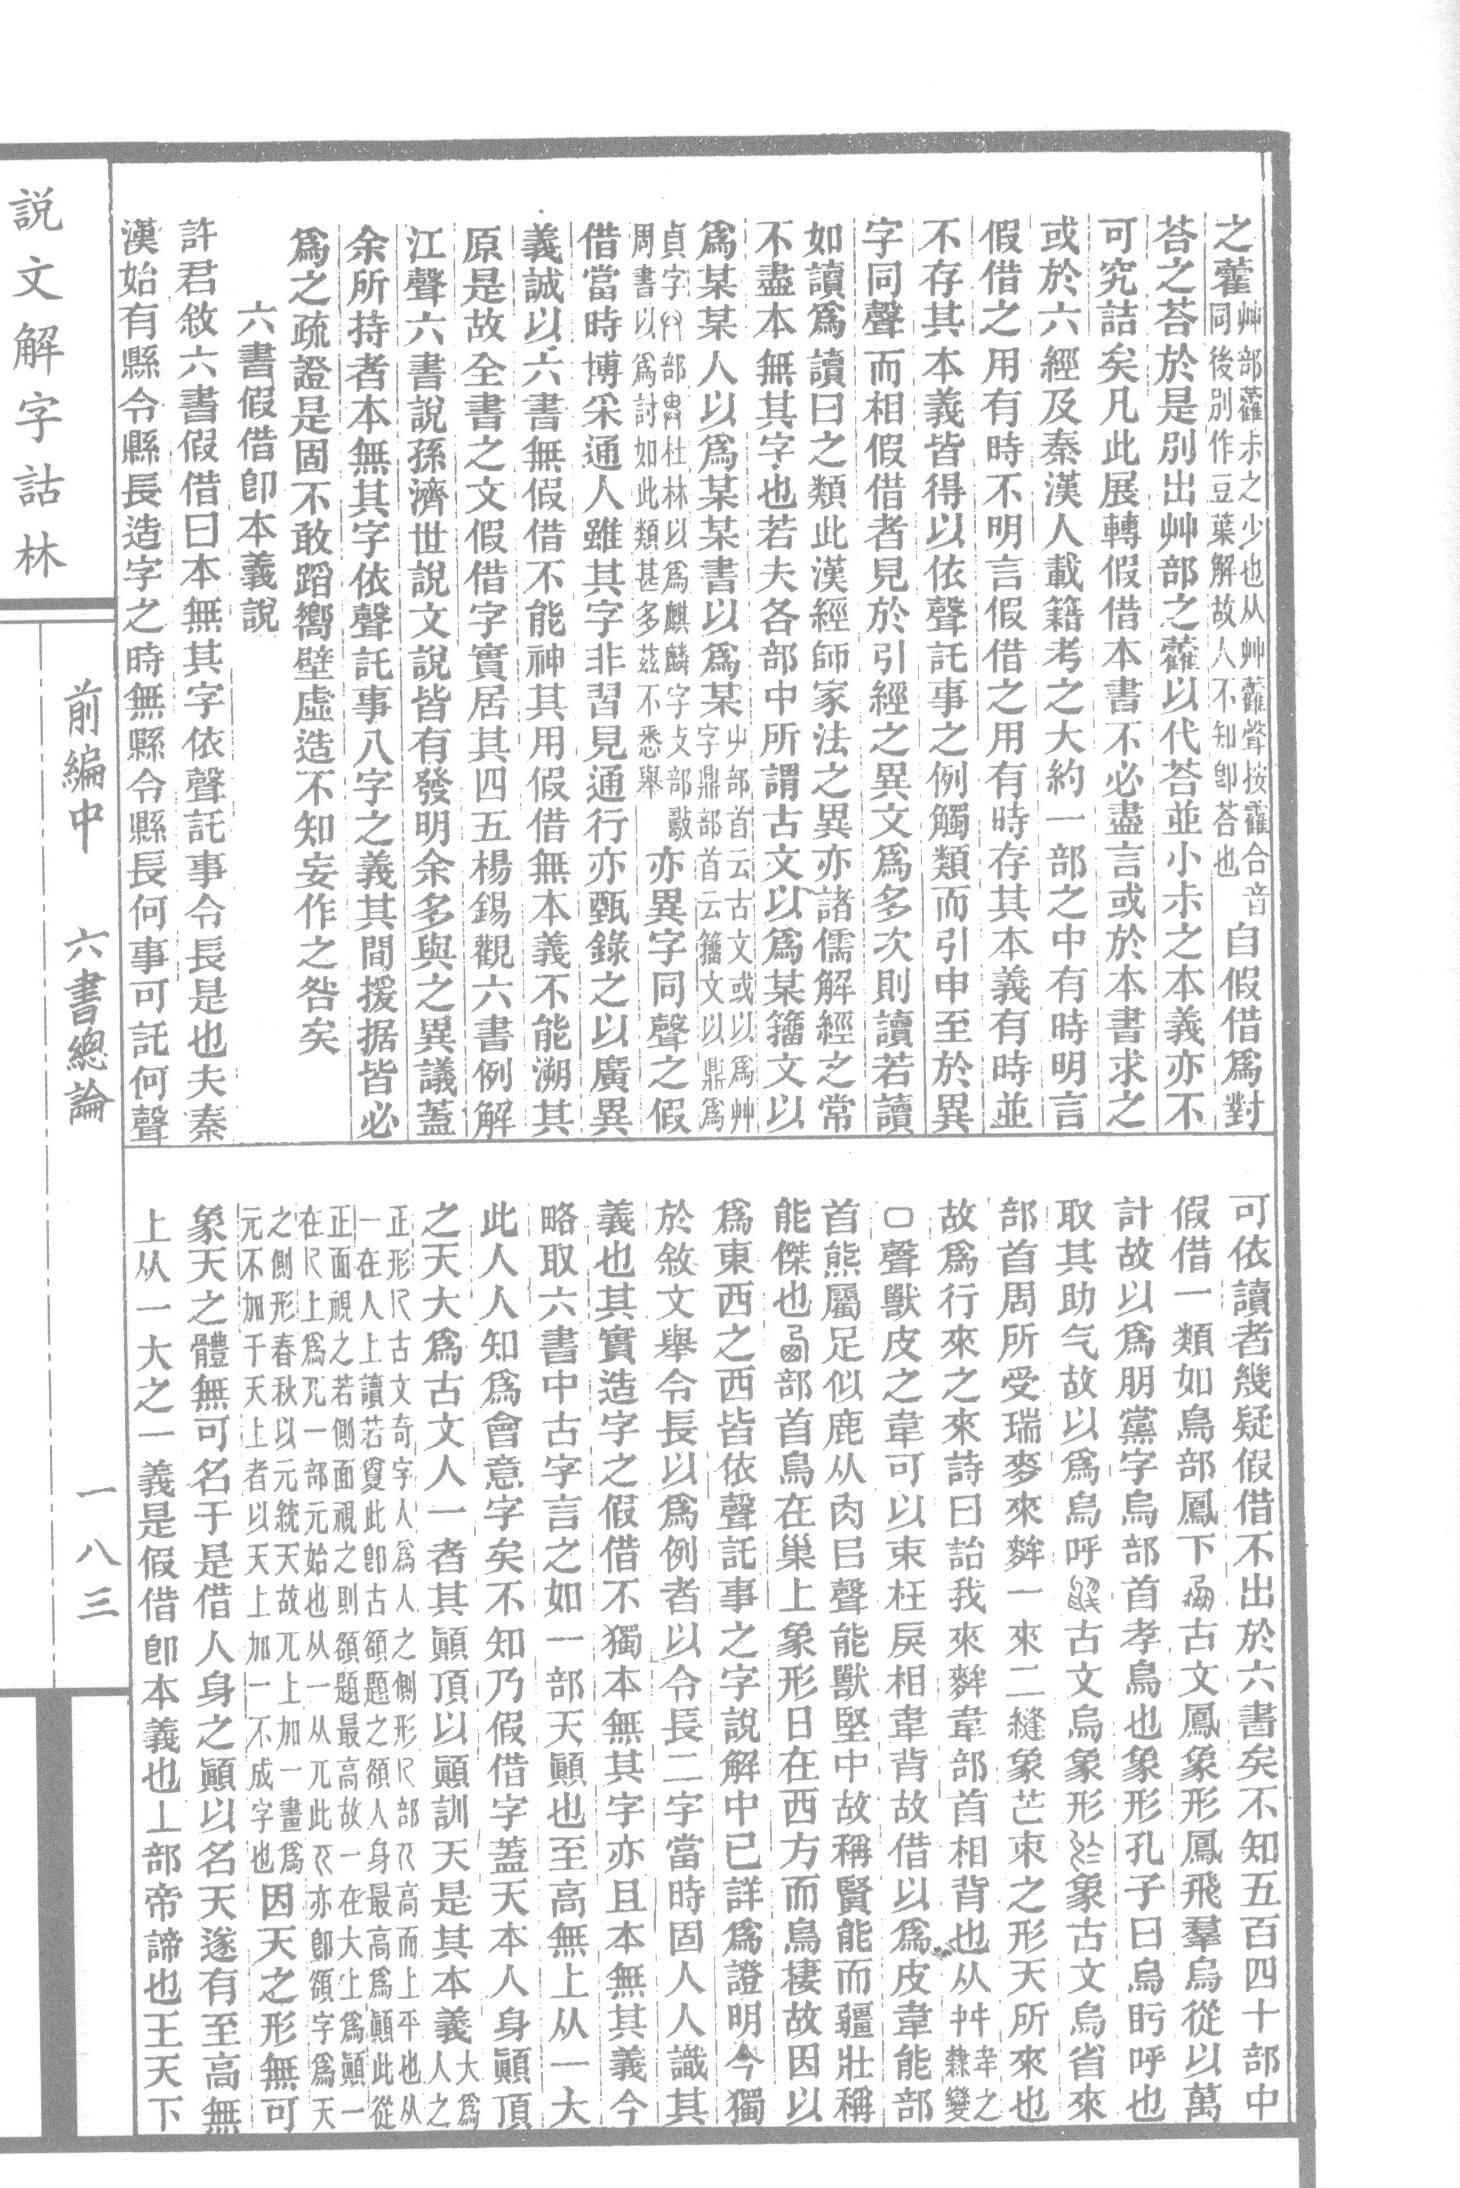 之藿艸部藿尗之少也从艸靃聲按靃合音同後別作豆葉解故人不知卽荅也自假借爲對
荅之荅於是別出艸部之藿以代荅並小尗之本義亦不
可究詰矣凡此展轉假借本書不必盡言或於本書求之
或於六經及秦漢人載籍考之大約一部之中有時明言
假借之用有時不明言假借之用有時存其本義有時並
不存其本義皆得以依聲託事之例觸類而引申至於異
字同聲而相假借者見於引經之異文爲多次則讀若讀
如讀爲讀曰之類此漢經師家法之異亦諸儒解經之常
不盡本無其字也若夫各部中所謂古文以爲某籒文以
爲某某人以爲某某書以爲某屮部首云古文或以爲艸字鼎部首云籒文以鼎爲
貞字部杜林以爲麒麟字攴部敼周書以爲討如此類甚多茲不悉舉亦異字同聲之假
借當時博采通人雖其字非習見通行亦甄錄之以廣異
義誠以六書無假借不能神其用假借無本義不能溯其
原是故全書之文假借字實居其四五楊錫觀六書例解
江聲六書說孫濟世說文說皆有發明余多與之異議蓋
余所持者本無其字依聲託事八字之義其間援据皆必
爲之疏證是固不敢蹈嚮壁虛造不知妄作之咎矣
六書假借卽本義說
許君敘六書假借曰本無其字依聲託事令長是也夫秦
漢始有縣令縣長造字之時無縣令縣長何事可託何聲
可依讀者幾疑假借不出於六書矣不知五百四十部中
假借一類如鳥部鳳下古文鳳象形鳳飛羣鳥從以萬
計故以爲朋黨字烏部首孝鳥也象形孔子曰烏盱呼也
取其助气故以爲烏呼古文烏象形象古文烏省來
部首周所受瑞麥來麰一來二縫象芒朿之形天所來也
故爲行來之來詩曰詒我來麰韋部首相背也从舛韋之隸變
囗聲獸皮之韋可以束枉戾相韋背故借以爲皮韋能部
首熊屬足似鹿从肉㠯聲能獸堅中故稱賢能而疆壯稱
能傑也部首鳥在巢上象形日在西方而鳥棲故因以
爲東西之西皆依聲託事之字說解中已詳爲證明今獨
於敘文舉令長以爲例者以令長二字當時固人人識其
義也其實造字之假借不獨本無其字亦且本無其義今
略取六書中古字言之如一部天顚也至高無上从一大
此人人知爲會意字矣不知乃假借字蓋天本人身顚頂
之天大爲古文人一者其顚頂以顚訓天是其本義大爲人之
正形古文奇字人爲人之側形部高而上平也从一在人上讀若夐此卽古頟題之頟人身最高爲顚此從
正面視之若側面視之則頟題最高故一在大上爲顚一在上爲兀一部元始也从一从兀此亦卽頟字爲天
之側形春秋以元統天故兀上加一畫爲元不加于天上者以天上加一不成字也因天之形無可
象天之體無可名于是借人身之顚以名天遂有至高無
上从一大之一義是假借卽本義也丄部帝諦也王天下
說文解字詁林
前編中 六書總論
一八三